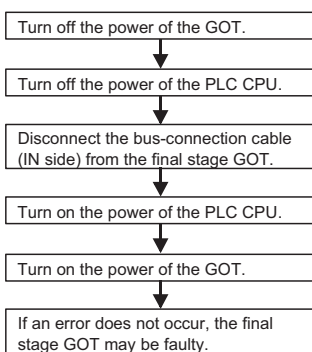 Turn off the power of the GOT.
Turn off the power of the PLC CPU.
Disconnect the bus-connection cable
(IN side) from the final stage GOT.
Turn on the power of the PLC CPU.
Turn on the power of the GOT.
If an error does not occur, the final
stage GOT may be faulty.